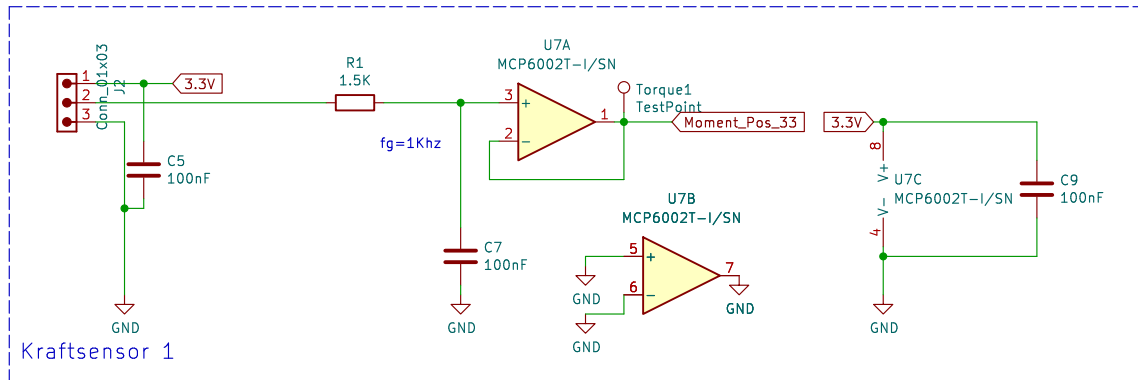 Conn_01x03
J2
1
2
3
3.3V
C5
100nF
GND
R1
1.5K
fg=1Khz
C7
100nF
GND
U7A
MCP6002T-I/SN
3
+
2
−
1
Torque1
TestPoint
Moment_Pos_33
U7B
MCP6002T-I/SN
5
+
6
−
7
GND
GND
GND
3.3V
8
V+
U7C
MCP6002T-I/SN
V-
4
C9
100nF
GND
Kraftsensor 1